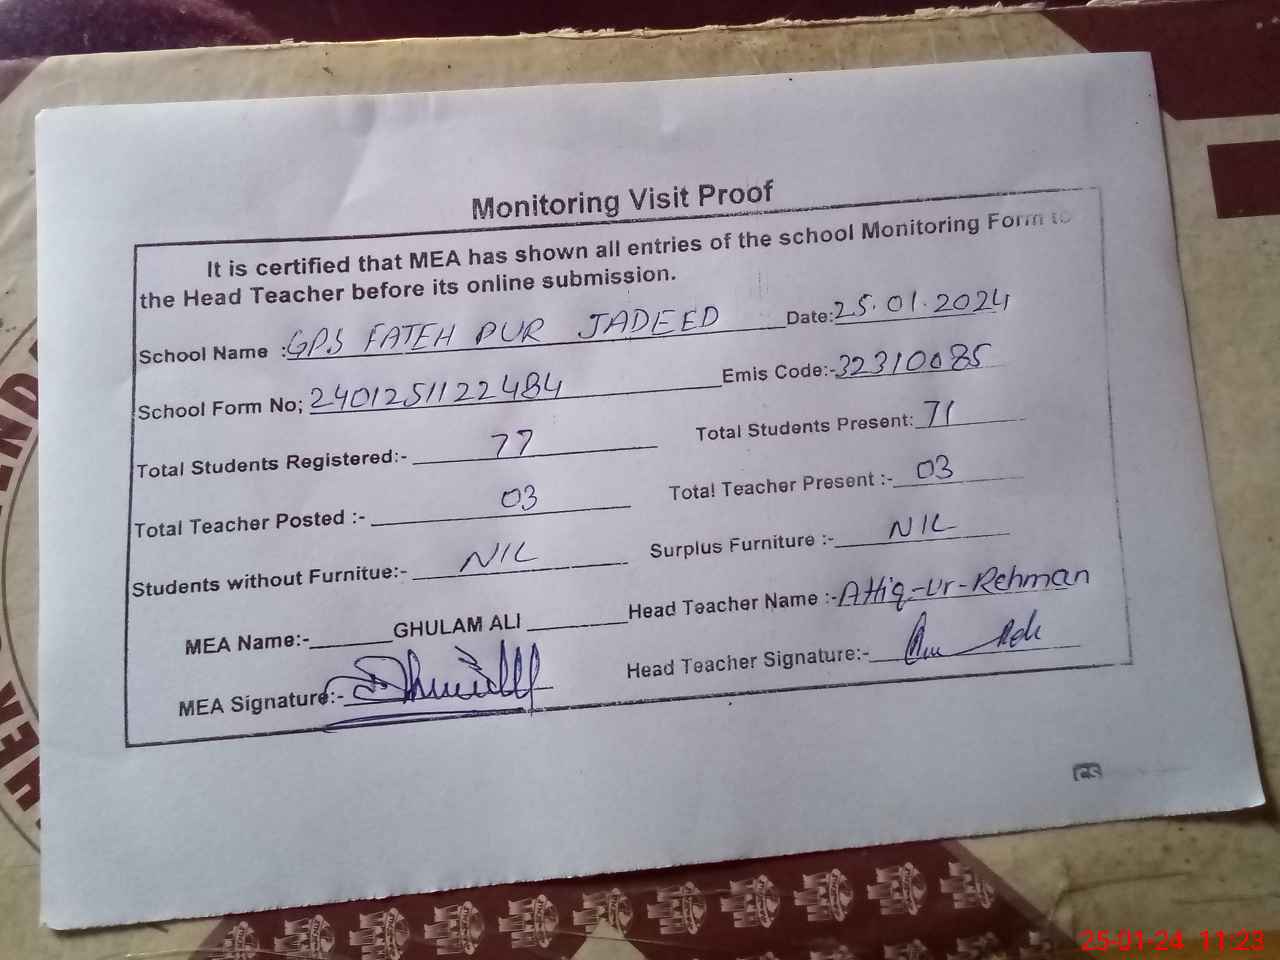 Monitoring Visit Proof
It is certified that MEA has shown all entries of the school Monitoring Form to
the Head Teacher before its online submission.
School Name :GPS FATEH PUR JADEED Date:25.01.2024
School Form No; 2401251122484 Emis Code:-32310085
Total Students Registered:- 77 Total Students Present: 71
Total Teacher Posted :- 03 Total Teacher Present :- 03
Students without Furnitue:- NIL Surplus Furniture :- NIL
MEA Name:- GHULAM ALI Head Teacher Name :-Attiq-Ur-Rehman
MEA Signature:- Head Teacher Signature:-
CS
25-01-24 11:23